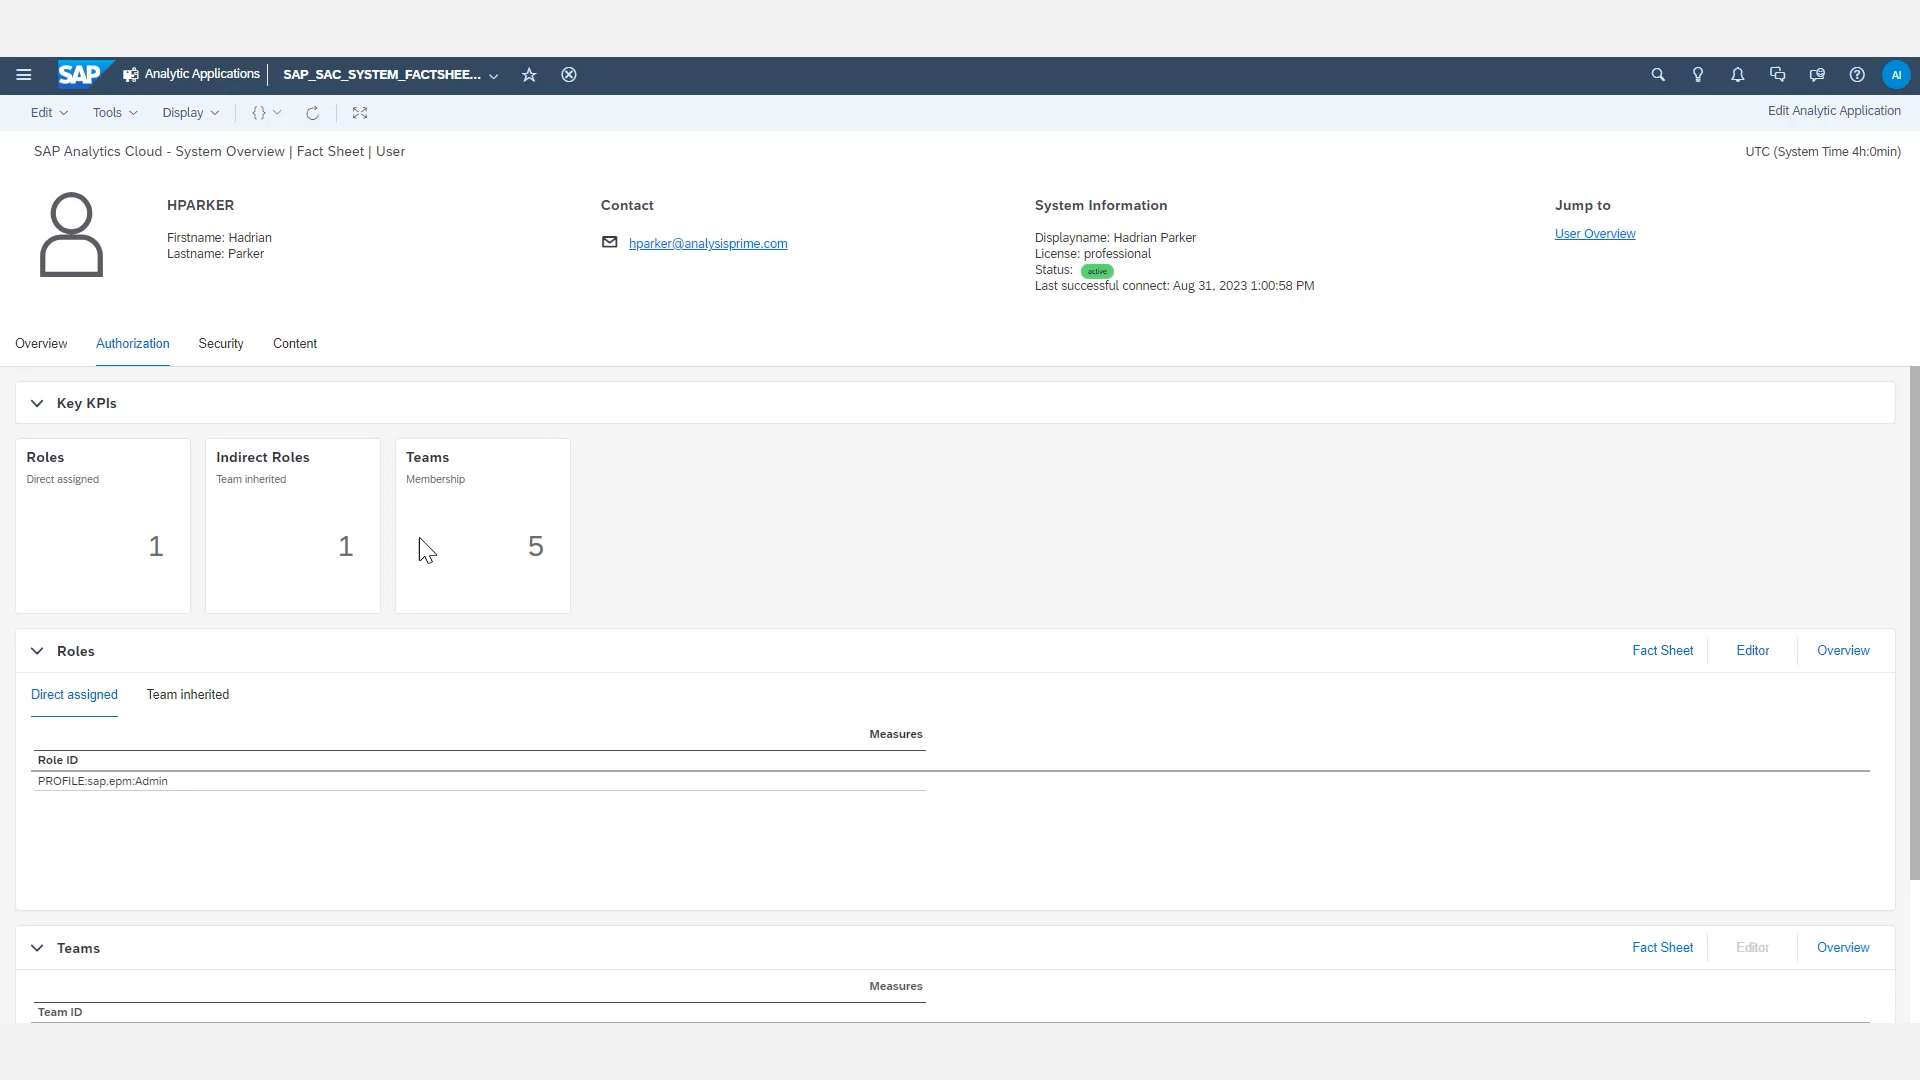 SAP Analytic Applications SAP_SAC_SYSTEM_FACTSHEE... AI
Edit Tools Display {} Edit Analytic Application
SAP Analytics Cloud - System Overview | Fact Sheet | User UTC (System Time 4h:0min)
HPARKER Contact System Information Jump to
Firstname: Hadrian
Lastname: Parker
hparker@analysisprime.com
Displayname: Hadrian Parker
License: professional
Status: active
Last successful connect: Aug 31, 2023 1:00:58 PM
User Overview
Overview Authorization Security Content
Key KPIs
Roles
Direct assigned
1
Indirect Roles
Team inherited
1
Teams
Membership
5
Roles Fact Sheet Editor Overview
Direct assigned Team inherited
Measures
Role ID
PROFILE:sap.epm:Admin
Teams Fact Sheet Editor Overview
Measures
Team ID